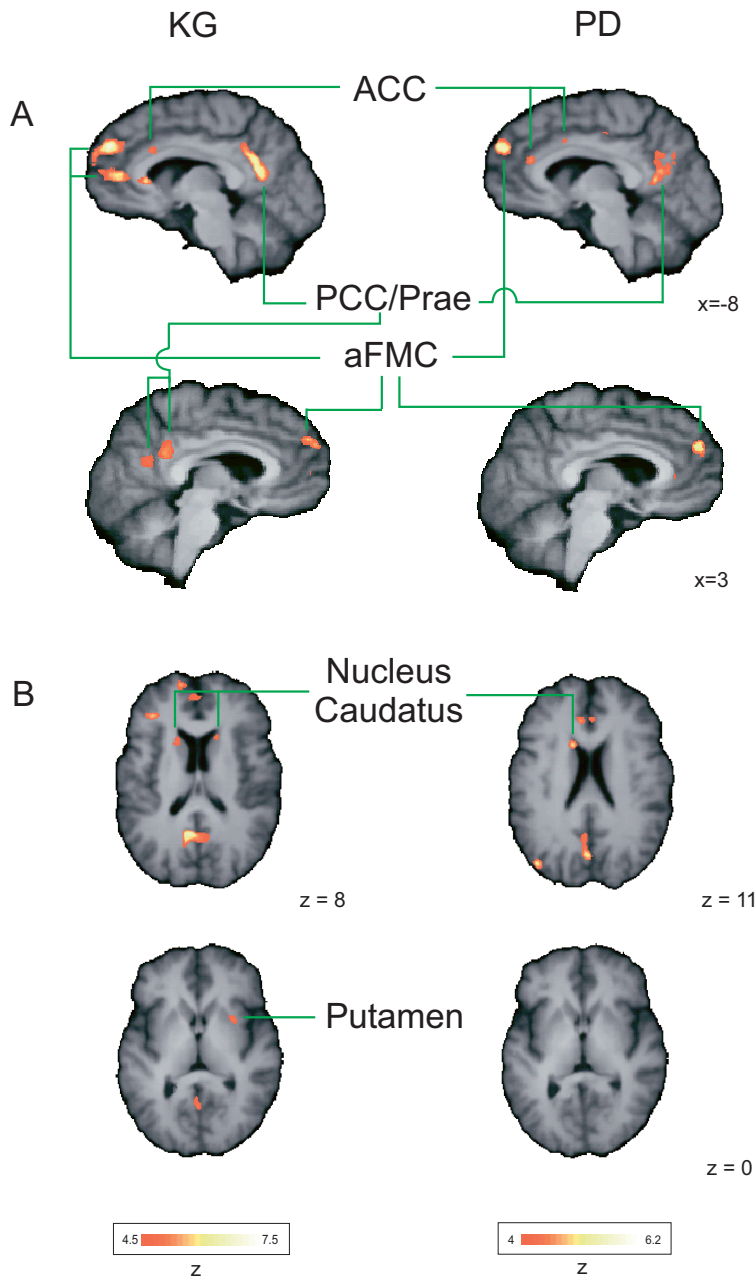 KG
PD
ACC
A
PCC/Prae
x=-8
aFMC
x=3
B
Nucleus
Caudatus
z = 8
z = 11
Putamen
z = 0
4.5 7.5
4 6.2
z
z